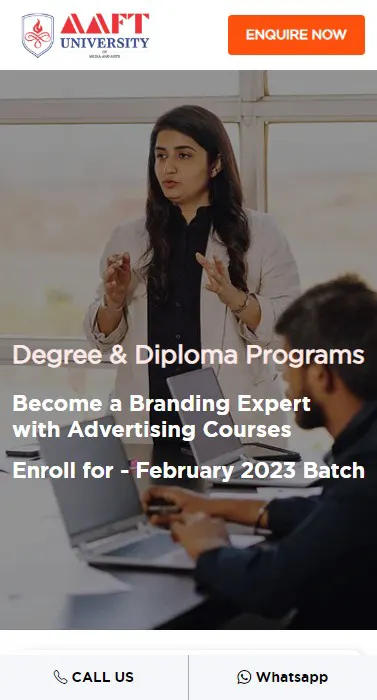 AAFT
UNIVERSITY
OF
MEDIA AND ARTS
ENQUIRE NOW
Degree & Diploma Programs
Become a Branding Expert
with Advertising Courses
Enroll for - February 2023 Batch
CALL US
Whatsapp